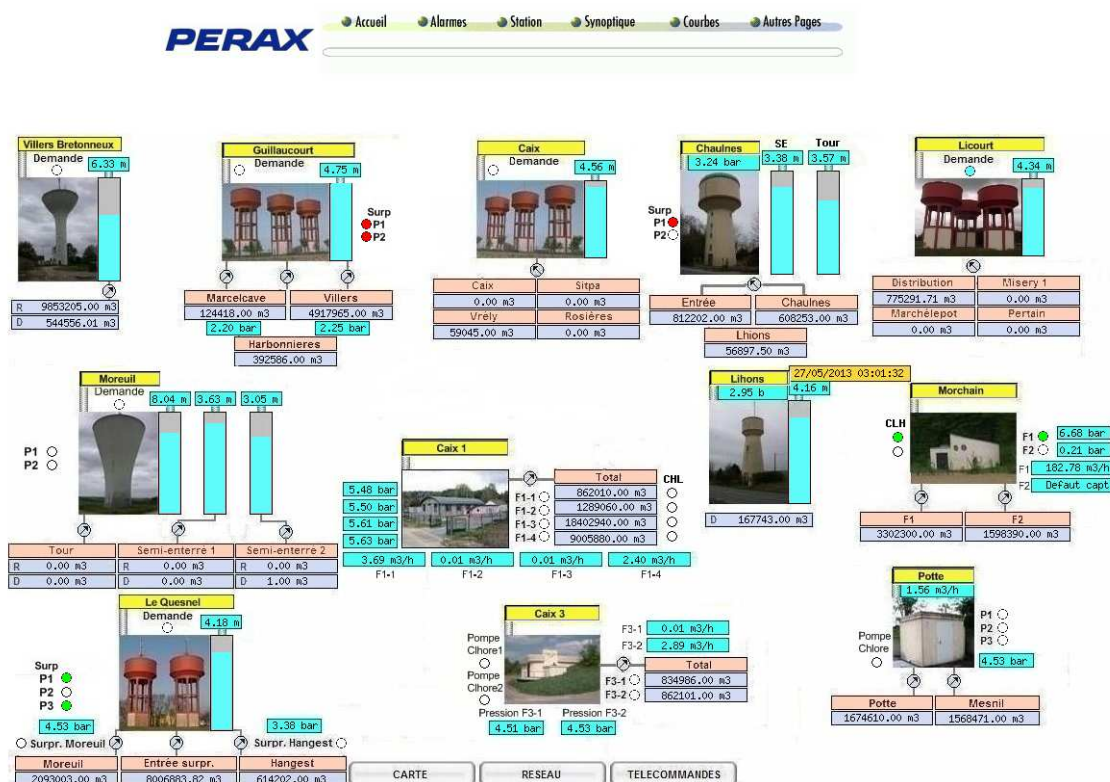 PERAX
Accueil
Alarmes
Station
Synoptique
Courbes
Autres Pages
Villers Bretonneux
Demande
6.33 m
R 9853205.00 m3
D 544556.01 m3
Guillaucourt
Demande
4.75 m
Surp
P1
P2
Marcelcave
Villers
124418.00 m3
4917965.00 m3
2.20 bar
2.25 bar
Harbonnieres
392586.00 m3
Caix
Demande
4.56 m
Caix
Sitpa
0.00 m3
0.00 m3
Vrély
Rosières
59045.00 m3
0.00 m3
Chaulnes
3.24 bar
SE
3.38 m
Tour
3.57 m
Surp
P1
P2
Entrée
Chaulnes
812202.00 m3
608253.00 m3
Lhions
56897.50 m3
Licourt
Demande
4.34 m
Distribution
Misery 1
775291.71 m3
0.00 m3
Marchélepot
Pertain
0.00 m3
0.00 m3
Moreuil
Demande
8.04 m
3.63 m
3.05 m
P1
P2
Tour
Semi-enterré 1
Semi-enterré 2
R 0.00 m3
R 0.00 m3
R 0.00 m3
D 0.00 m3
D 0.00 m3
D 1.00 m3
Caix 1
5.48 bar
5.50 bar
5.61 bar
5.63 bar
Total
CHL
F1-1
862010.00 m3
F1-2
1289060.00 m3
F1-3
18402940.00 m3
F1-4
9005880.00 m3
3.69 m3/h
0.01 m3/h
0.01 m3/h
2.40 m3/h
F1-1
F1-2
F1-3
F1-4
27/05/2013 03:01:32
Lihons
2.95 b
4.16 m
D 167743.00 m3
Morchain
CLH
F1
6.68 bar
F2
0.21 bar
F1
182.78 m3/h
F2
Defaut capt
F1
F2
3302300.00 m3
1598390.00 m3
Le Quesnel
Demande
4.18 m
Surp
P1
P2
P3
4.53 bar
3.38 bar
Surpr. Moreuil
Surpr. Hangest
Moreuil
Entrée surpr.
Hangest
2093003.00 m3
8006883.82 m3
614202.00 m3
Caix 3
Pompe
Clhore1
Pompe
Clhore2
F3-1
0.01 m3/h
F3-2
2.89 m3/h
Total
F3-1
834986.00 m3
F3-2
862101.00 m3
Pression F3-1
Pression F3-2
4.51 bar
4.53 bar
Potte
1.56 m3/h
Pompe
Chlore
P1
P2
P3
4.53 bar
Potte
Mesnil
1674610.00 m3
1568471.00 m3
CARTE
RESEAU
TELECOMMANDES